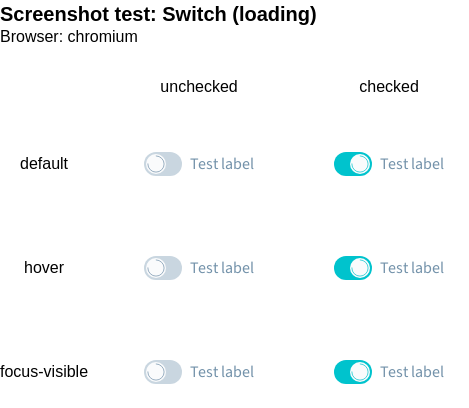 Screenshot test: Switch (loading)
Browser: chromium
unchecked checked
default Test label Test label
hover Test label Test label
focus-visible Test label Test label